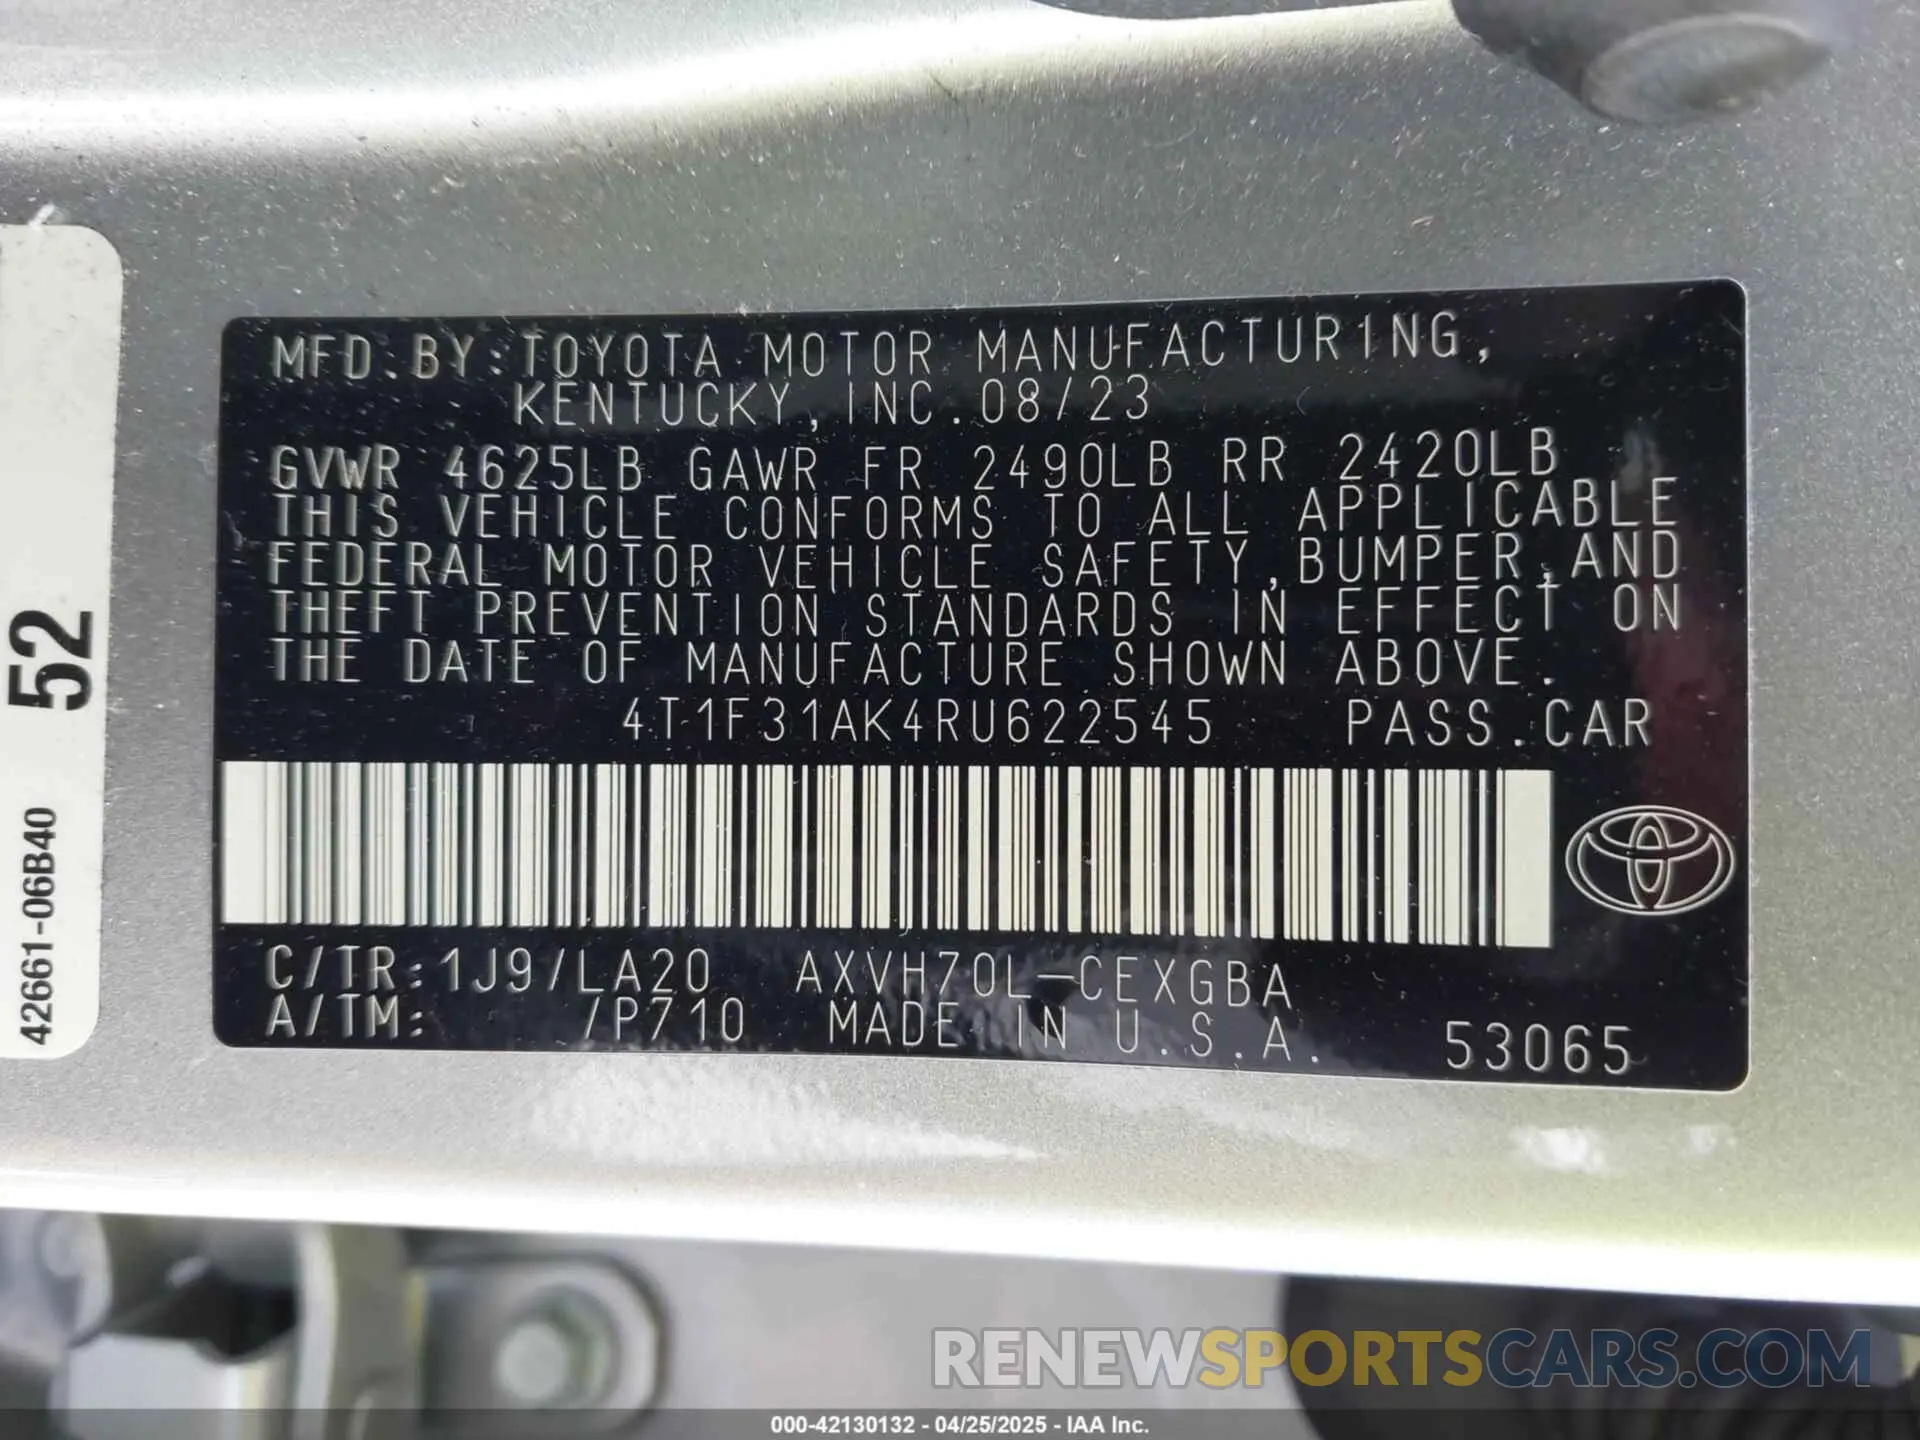 MFD.BY:TOYOTA MOTOR MANUFACTURING,
KENTUCKY,INC.08/23
GVWR 4625LB GAWR FR 2490LB RR 2420LB
THIS VEHICLE CONFORMS TO ALL APPLICABLE
FEDERAL MOTOR VEHICLE SAFETY,BUMPER,AND
THEFT PREVENTION STANDARDS IN EFFECT ON
THE DATE OF MANUFACTURE SHOWN ABOVE.
4T1F31AK4RU622545 PASS.CAR
C/TR:1J9/LA20 AXVH70L-CEXGBA
A/TM: /P710 MADE IN U.S.A. 53065
52
42661-06B40
RENEWSPORTSCARS.COM
000-42130132 - 04/25/2025 - IAA Inc.